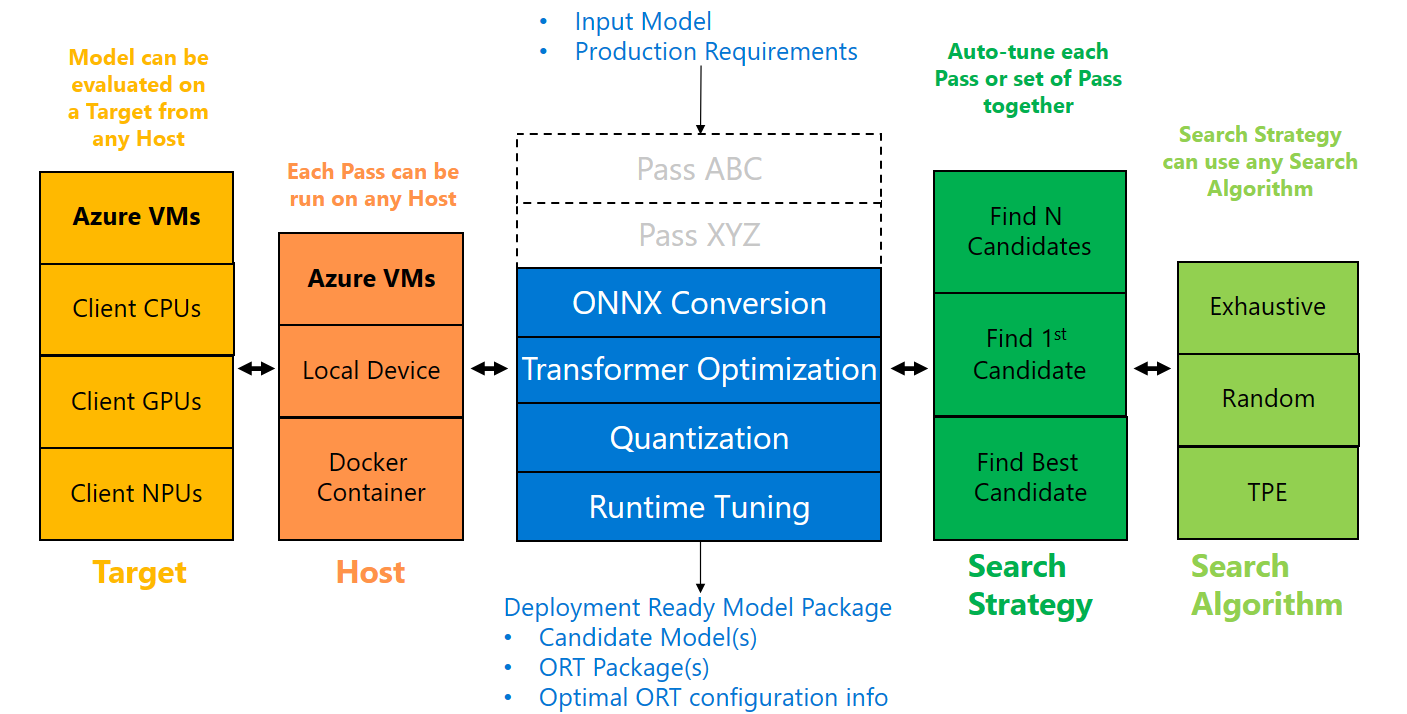 • Input Model
• Production Requirements
Model can be
evaluated on
a Target from
any Host
Azure VMs
Client CPUs
Client GPUs
Client NPUs
Target
Each Pass can be
run on any Host
Azure VMs
Local Device
Docker
Container
Host
Pass ABC
Pass XYZ
ONNX Conversion
Transformer Optimization
Quantization
Runtime Tuning
Deployment Ready Model Package
• Candidate Model(s)
• ORT Package(s)
• Optimal ORT configuration info
Auto-tune each
Pass or set of Pass
together
Find N
Candidates
Find 1st
Candidate
Find Best
Candidate
Search
Strategy
Search Strategy
can use any Search
Algorithm
Exhaustive
Random
TPE
Search
Algorithm